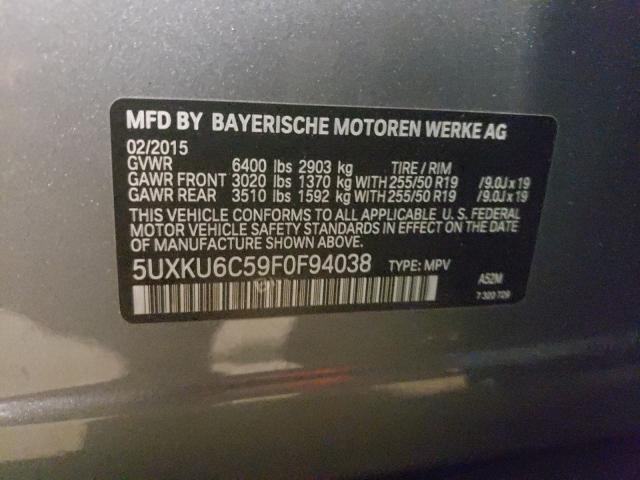 MFD BY BAYERISCHE MOTOREN WERKE AG
02/2015
GVWR 6400 lbs 2903 kg TIRE / RIM
GAWR FRONT 3020 lbs 1370 kg WITH 255/50 R19 /9.0J x 19
GAWR REAR 3510 lbs 1592 kg WITH 255/50 R19 /9.0J x 19
THIS VEHICLE CONFORMS TO ALL APPLICABLE U. S. FEDERAL
MOTOR VEHICLE SAFETY STANDARDS IN EFFECT ON THE
DATE OF MANUFACTURE SHOWN ABOVE.
5UXKU6C59F0F94038 TYPE: MPV A52M
7 320 729